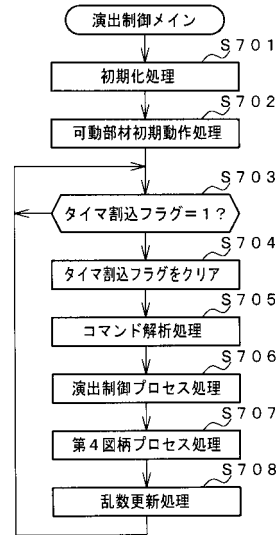 演出制御メイン
S701
初期化処理
S702
可動部材初期動作処理
S703
タイマ割込フラグ=1?
S704
タイマ割込フラグをクリア
S705
コマンド解析処理
S706
演出制御プロセス処理
S707
第4図柄プロセス処理
S708
乱数更新処理